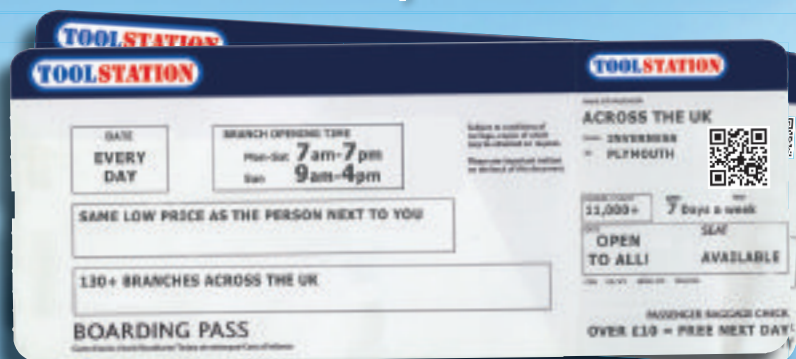 TOOLSTATION
TOOLSTATION
DATE
EVERY
DAY
BRANCH OPENING TIME
Mon-Sat 7am-7pm
Sun 9am-4pm
SAME LOW PRICE AS THE PERSON NEXT TO YOU
130+ BRANCHES ACROSS THE UK
BOARDING PASS
TOOLSTATION
ACROSS THE UK
INVERNESS
PLYMOUTH
11,000+
7 Days a week
OPEN
TO ALL!
SEAT
AVAILABLE
PASSENGER BAGGAGE CHECK
OVER £10 = FREE NEXT DAY